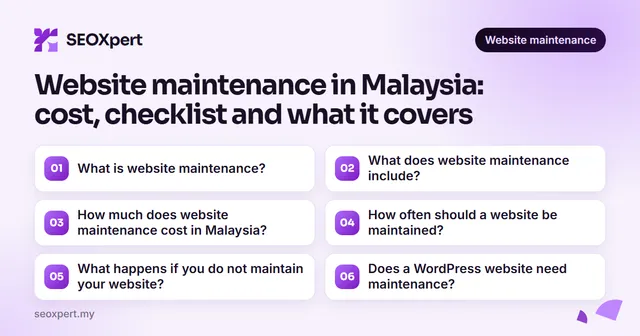 SEOXpert
Website maintenance
Website maintenance in Malaysia:
cost, checklist and what it covers
01
What is website maintenance?
02
What does website maintenance
include?
03
How much does website
maintenance cost in Malaysia?
04
How often should a website be
maintained?
05
What happens if you do not maintain
your website?
06
Does a WordPress website need
maintenance?
seoxpert.my